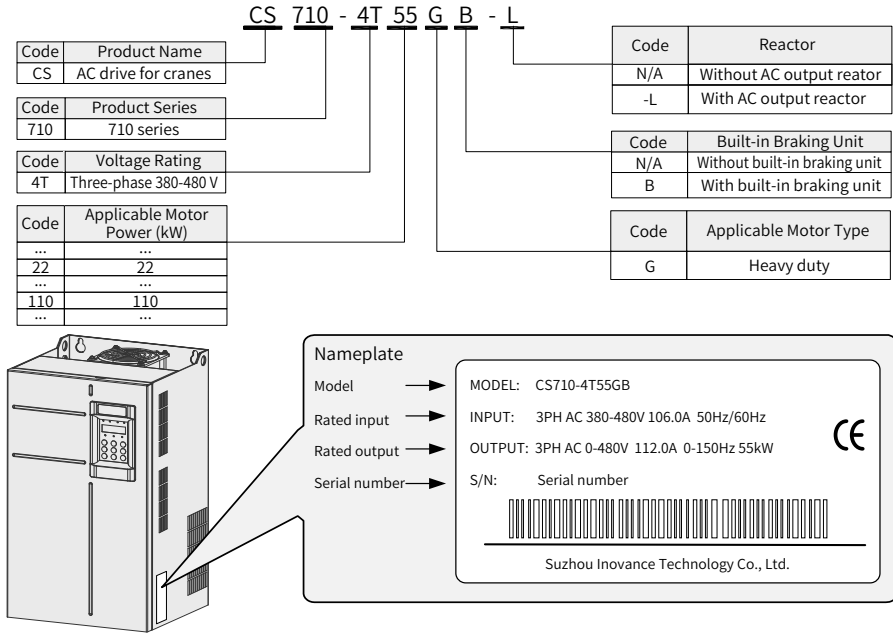 CS 710 - 4T 55 G B - L
Code Product Name
CS AC drive for cranes
Code Product Series
710 710 series
Code Voltage Rating
4T Three-phase 380-480 V
Code Applicable Motor
Power (kW)
... ...
22 22
... ...
110 110
... ...
Code Reactor
N/A Without AC output reator
-L With AC output reactor
Code Built-in Braking Unit
N/A Without built-in braking unit
B With built-in braking unit
Code Applicable Motor Type
G Heavy duty
Nameplate
Model
Rated input
Rated output
Serial number
MODEL: CS710-4T55GB
INPUT: 3PH AC 380-480V 106.0A 50Hz/60Hz
OUTPUT: 3PH AC 0-480V 112.0A 0-150Hz 55kW
S/N: Serial number
CE
Suzhou Inovance Technology Co., Ltd.